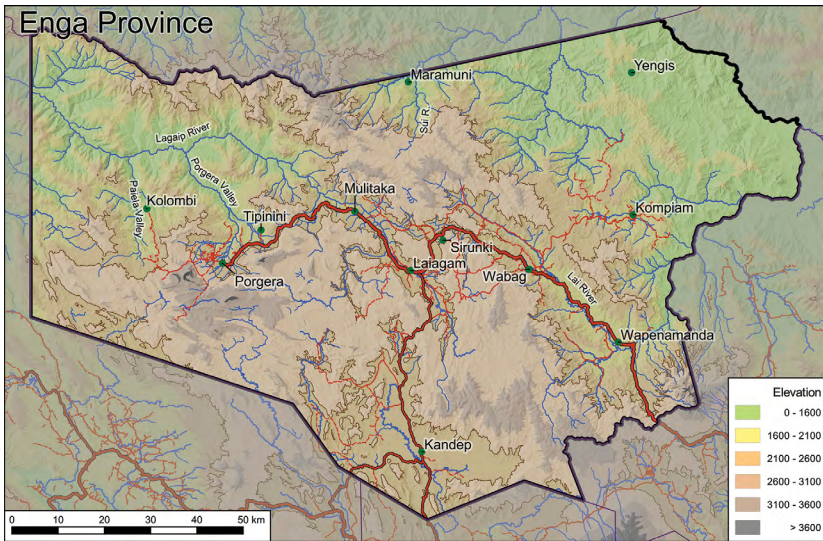 Enga Province
Maramuni
Yengis
Sui R.
Lagaip River
Porgera Valley
Paiela Valley
Kolombi
Mulitaka
Tipinini
Kompiam
Sirunki
Laiagam
Wabag
Lai River
Porgera
Wapenamanda
Kandep
Elevation
0 - 1600
1600 - 2100
2100 - 2600
2600 - 3100
3100 - 3600
> 3600
0 10 20 30 40 50 km